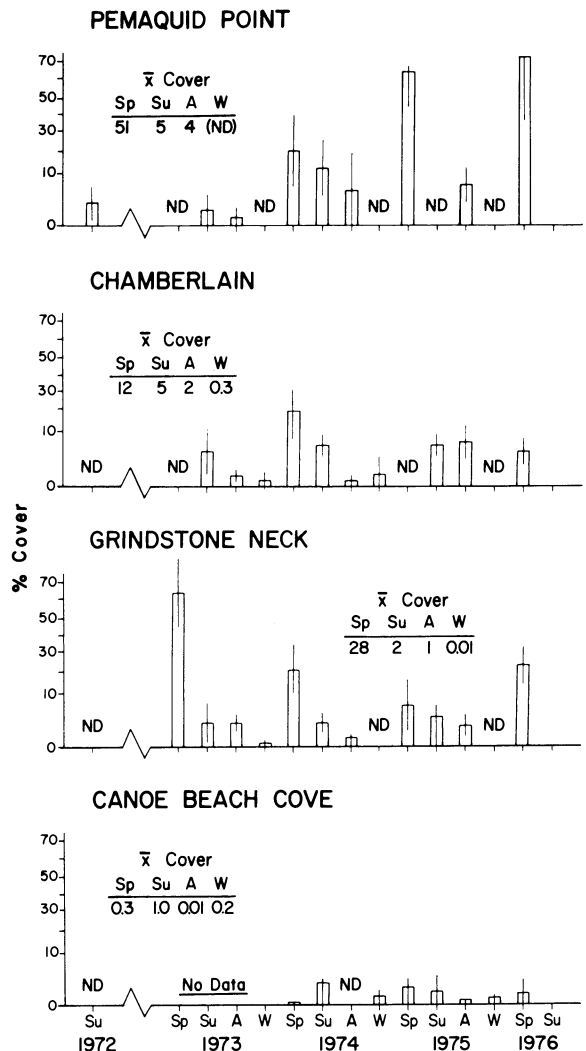 PEMAQUID POINT
x̄ Cover
Sp Su A W
51 5 4 (ND)
70
50
30
10
0
ND ND ND ND ND
CHAMBERLAIN
x̄ Cover
Sp Su A W
12 5 2 0.3
70
50
30
10
0
ND ND ND ND
% Cover
GRINDSTONE NECK
x̄ Cover
Sp Su A W
28 2 1 0.01
70
50
30
10
0
ND ND ND
CANOE BEACH COVE
x̄ Cover
Sp Su A W
0.3 1.0 0.01 0.2
70
50
30
10
0
ND No Data ND
Su Sp Su A W Sp Su A W Sp Su A W Sp Su
1972 1973 1974 1975 1976